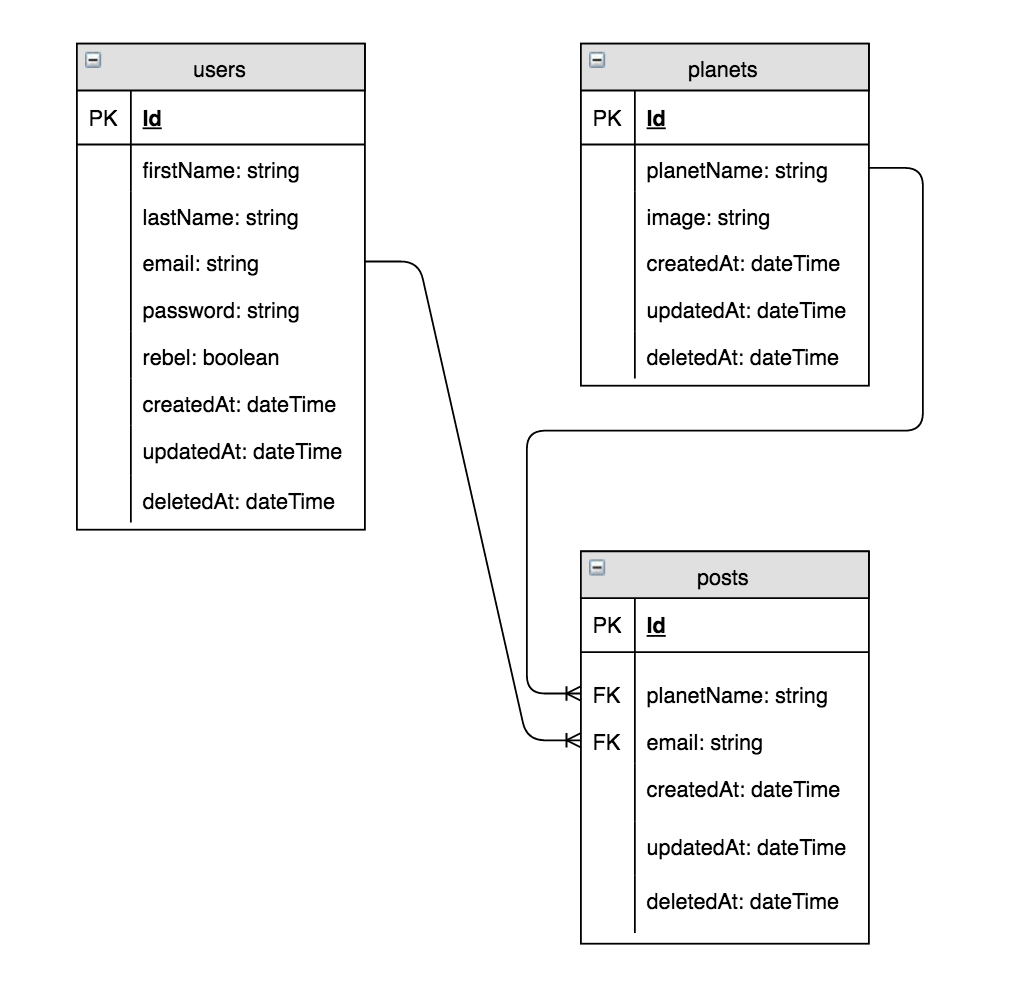 users
PK Id
firstName: string
lastName: string
email: string
password: string
rebel: boolean
createdAt: dateTime
updatedAt: dateTime
deletedAt: dateTime
planets
PK Id
planetName: string
image: string
createdAt: dateTime
updatedAt: dateTime
deletedAt: dateTime
posts
PK Id
FK planetName: string
FK email: string
createdAt: dateTime
updatedAt: dateTime
deletedAt: dateTime